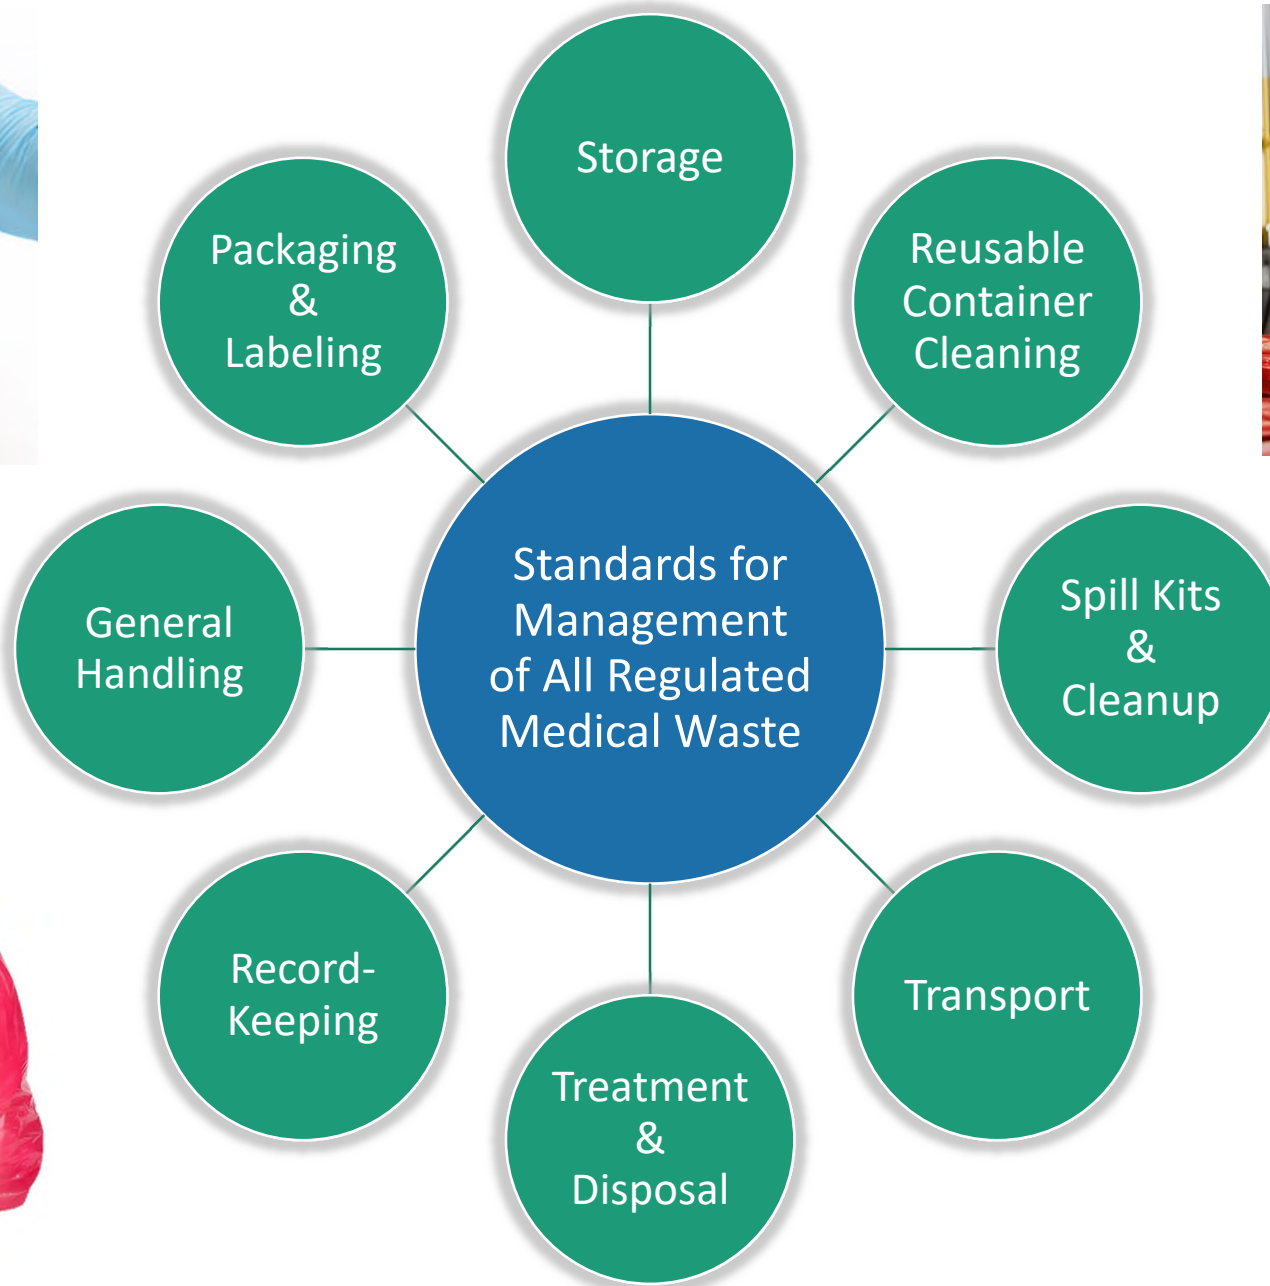 Storage
Packaging
&
Labeling
Reusable
Container
Cleaning
General
Handling
Standards for
Management
of All Regulated
Medical Waste
Spill Kits
&
Cleanup
Record-
Keeping
Transport
Treatment
&
Disposal